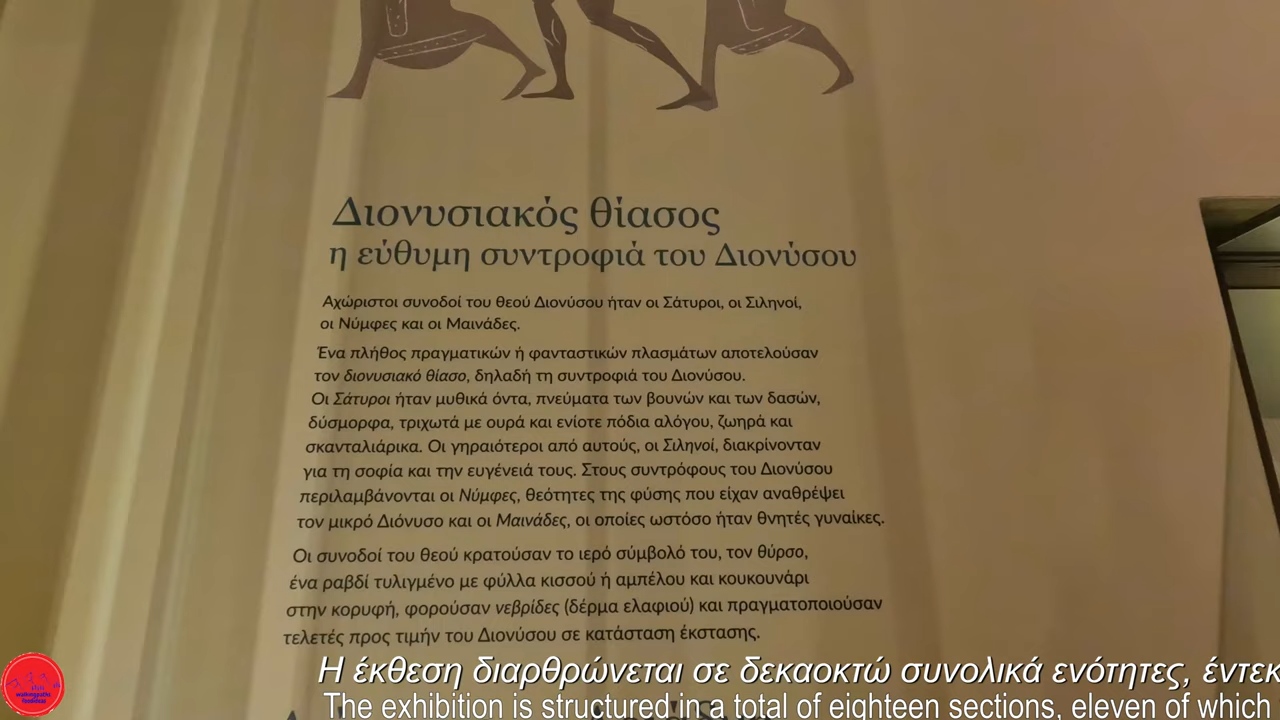 Διονυσιακός θίασος
η εύθυμη συντροφιά του Διονύσου
Αχώριστοι συνοδοί του θεού Διονύσου ήταν οι Σάτυροι, οι Σιληνοί,
οι Νύμφες και οι Μαινάδες.
Ένα πλήθος πραγματικών ή φανταστικών πλασμάτων αποτελούσαν
τον διονυσιακό θίασο, δηλαδή τη συντροφιά του Διονύσου.
Οι Σάτυροι ήταν μυθικά όντα, πνεύματα των βουνών και των δασών,
δύσμορφα, τριχωτά με ουρά και ενίοτε πόδια αλόγου, ζωηρά και
σκανταλιάρικα. Οι γηραιότεροι από αυτούς, οι Σιληνοί, διακρίνονταν
για τη σοφία και την ευγένειά τους. Στους συντρόφους του Διονύσου
περιλαμβάνονται οι Νύμφες, θεότητες της φύσης που είχαν αναθρέψει
τον μικρό Διόνυσο και οι Μαινάδες, οι οποίες ωστόσο ήταν θνητές γυναίκες.
Οι συνοδοί του θεού κρατούσαν το ιερό σύμβολό του, τον θύρσο,
ένα ραβδί τυλιγμένο με φύλλα κισσού ή αμπέλου και κουκουνάρι
στην κορυφή, φορούσαν νεβρίδες (δέρμα ελαφιού) και πραγματοποιούσαν
τελετές προς τιμήν του Διονύσου σε κατάσταση έκστασης.
Η έκθεση διαρθρώνεται σε δεκαοκτώ συνολικά ενότητες, έντεκ
The exhibition is structured in a total of eighteen sections, eleven of which